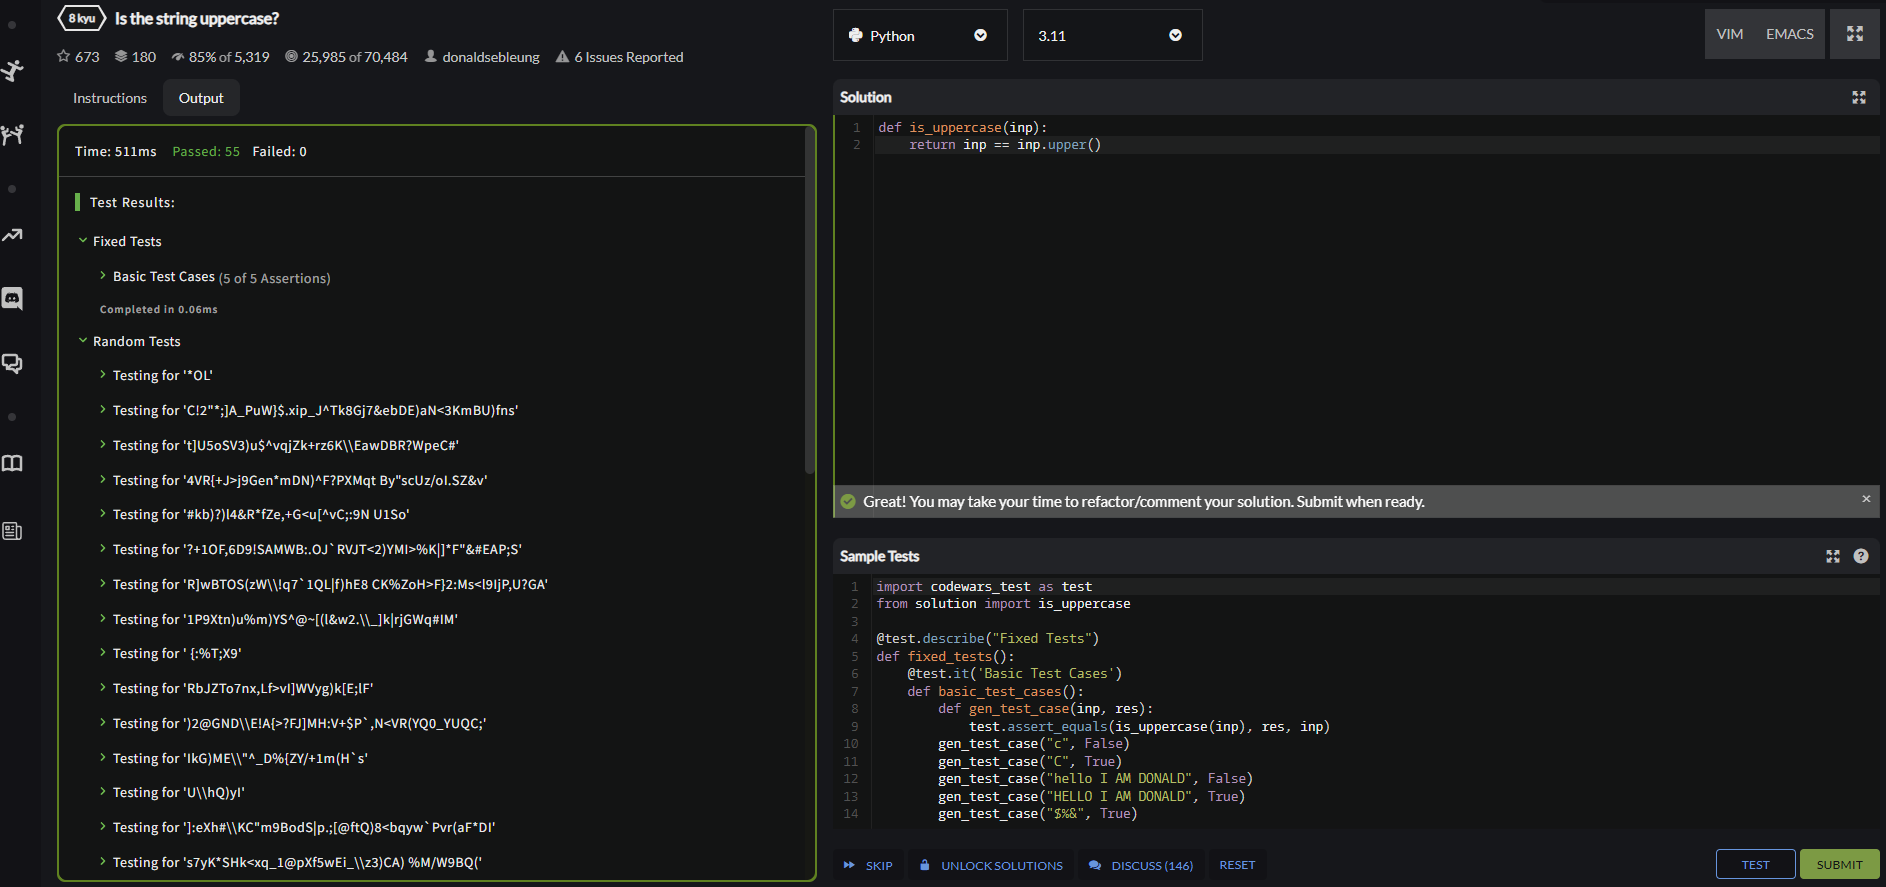 8 kyu Is the string uppercase?
673 180 85% of 5,319 25,985 of 70,484 donaldsebleung 6 Issues Reported
Instructions Output
Time: 511ms Passed: 55 Failed: 0
Test Results:
Fixed Tests
Basic Test Cases (5 of 5 Assertions)
Completed in 0.06ms
Random Tests
Testing for '*OL'
Testing for 'C!2"*;]A_PuW}$.xip_J^Tk8Gj7&ebDE)aN<3KmBU)fns'
Testing for 't]U5oSV3)u$^vqjZk+rz6K\\EawDBR?WpeC#'
Testing for '4VR{+J>j9Gen*mDN)^F?PXMqt By"scUz/oI.SZ&v'
Testing for '#kb)?)l4&R*fZe,+G<u[^vC;:9N U1So'
Testing for '?+1OF,6D9!SAMWB:.OJ`RVJT<2)YMI>%K|]*F"&#EAP;S'
Testing for 'R]wBTOS(zW\\!q7`1QL|f)hE8 CK%ZoH>F}2:Ms<l9IjP,U?GA'
Testing for '1P9Xtn)u%m)YS^@~[(l&w2.\\_]k|rjGWq#IM'
Testing for ' {:%T;X9'
Testing for 'RbJZTo7nx,Lf>vI]WVyg)k[E;lF'
Testing for ')2@GND\\E!A{>?FJ]MH:V+$P`,N<VR(YQ0_YUQC;'
Testing for 'IkG)ME\\"^_D%{ZY/+1m(H`s'
Testing for 'U\\hQ)yI'
Testing for ']:eXh#\\KC"m9BodS|p.;[@ftQ)8<bqyw`Pvr(aF*DI'
Testing for 's7yK*SHk<xq_1@pXf5wEi_\\z3)CA) %M/W9BQ('
Python 3.11 VIM EMACS
Solution
1 def is_uppercase(inp):
2 return inp == inp.upper()
Great! You may take your time to refactor/comment your solution. Submit when ready. ×
Sample Tests ?
1 import codewars_test as test
2 from solution import is_uppercase
3
4 @test.describe("Fixed Tests")
5 def fixed_tests():
6 @test.it('Basic Test Cases')
7 def basic_test_cases():
8 def gen_test_case(inp, res):
9 test.assert_equals(is_uppercase(inp), res, inp)
10 gen_test_case("c", False)
11 gen_test_case("C", True)
12 gen_test_case("hello I AM DONALD", False)
13 gen_test_case("HELLO I AM DONALD", True)
14 gen_test_case("$%&", True)
SKIP UNLOCK SOLUTIONS DISCUSS (146) RESET TEST SUBMIT